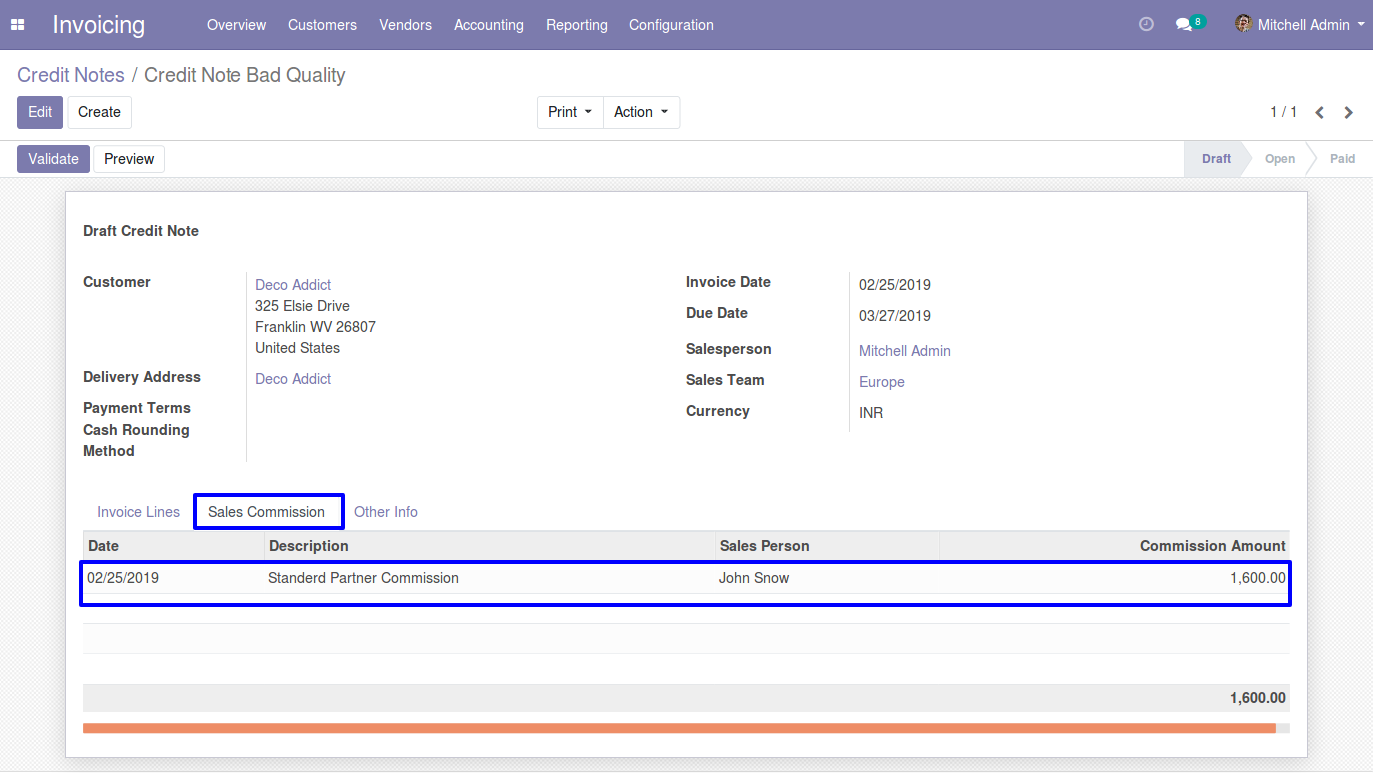 Invoicing Overview Customers Vendors Accounting Reporting Configuration 8 Mitchell Admin
Credit Notes / Credit Note Bad Quality
Edit Create Print Action 1 / 1
Validate Preview Draft Open Paid
Draft Credit Note
Customer
Deco Addict
325 Elsie Drive
Franklin WV 26807
United States
Delivery Address Deco Addict
Payment Terms
Cash Rounding
Method
Invoice Date 02/25/2019
Due Date 03/27/2019
Salesperson Mitchell Admin
Sales Team Europe
Currency INR
Invoice Lines Sales Commission Other Info
Date Description Sales Person Commission Amount
02/25/2019 Standerd Partner Commission John Snow 1,600.00
1,600.00